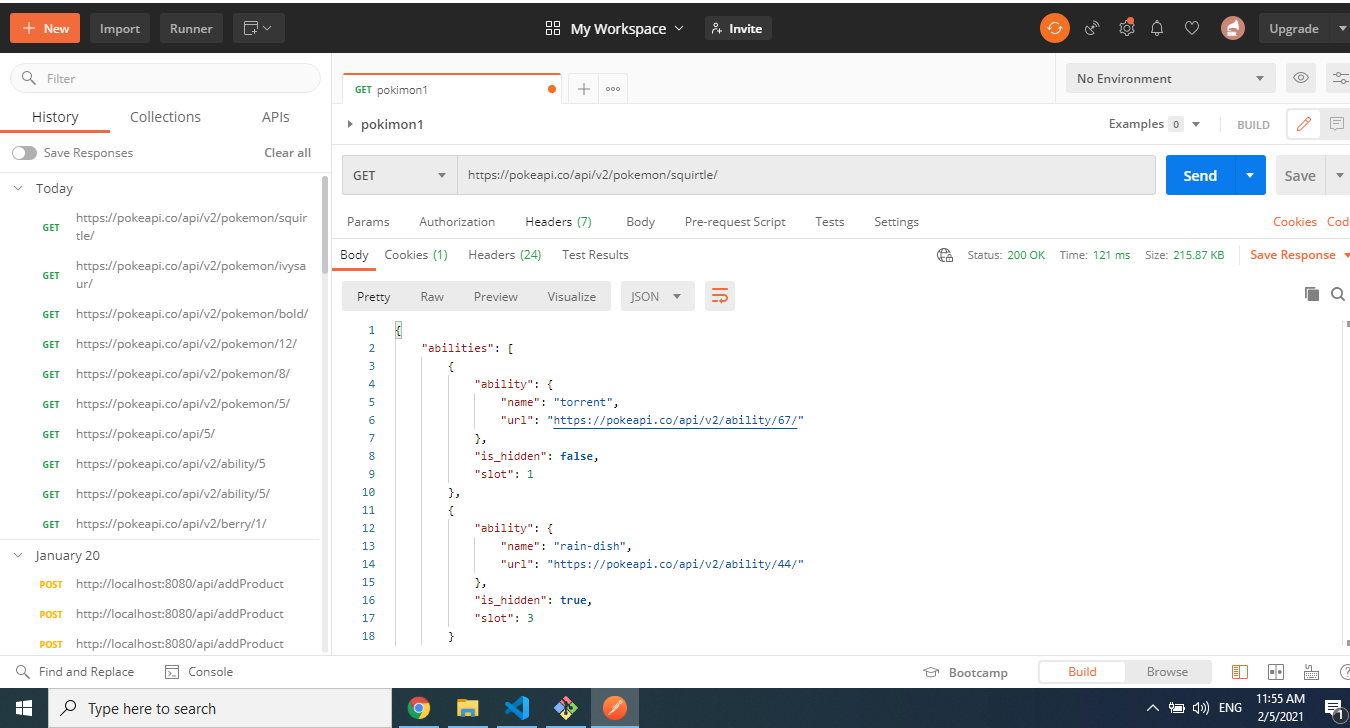 New Import Runner My Workspace Invite Upgrade
Filter
History Collections APIs
Save Responses Clear all
Today
GET https://pokeapi.co/api/v2/pokemon/squir
tle/
GET https://pokeapi.co/api/v2/pokemon/ivysa
ur/
GET https://pokeapi.co/api/v2/pokemon/bold/
GET https://pokeapi.co/api/v2/pokemon/12/
GET https://pokeapi.co/api/v2/pokemon/8/
GET https://pokeapi.co/api/v2/pokemon/5/
GET https://pokeapi.co/api/5/
GET https://pokeapi.co/api/v2/ability/5
GET https://pokeapi.co/api/v2/ability/5/
GET https://pokeapi.co/api/v2/berry/1/
January 20
POST http://localhost:8080/api/addProduct
POST http://localhost:8080/api/addProduct
POST http://localhost:8080/api/addProduct
GET pokimon1
No Environment
pokimon1
Examples 0 BUILD
GET https://pokeapi.co/api/v2/pokemon/squirtle/ Send Save
Params Authorization Headers (7) Body Pre-request Script Tests Settings Cookies Cod
Body Cookies (1) Headers (24) Test Results Status: 200 OK Time: 121 ms Size: 215.87 KB Save Response
Pretty Raw Preview Visualize JSON
1 {
2 "abilities": [
3 {
4 "ability": {
5 "name": "torrent",
6 "url": "https://pokeapi.co/api/v2/ability/67/"
7 },
8 "is_hidden": false,
9 "slot": 1
10 },
11 {
12 "ability": {
13 "name": "rain-dish",
14 "url": "https://pokeapi.co/api/v2/ability/44/"
15 },
16 "is_hidden": true,
17 "slot": 3
18 }
Find and Replace Console Bootcamp Build Browse
Type here to search
ENG
11:55 AM
2/5/2021
1